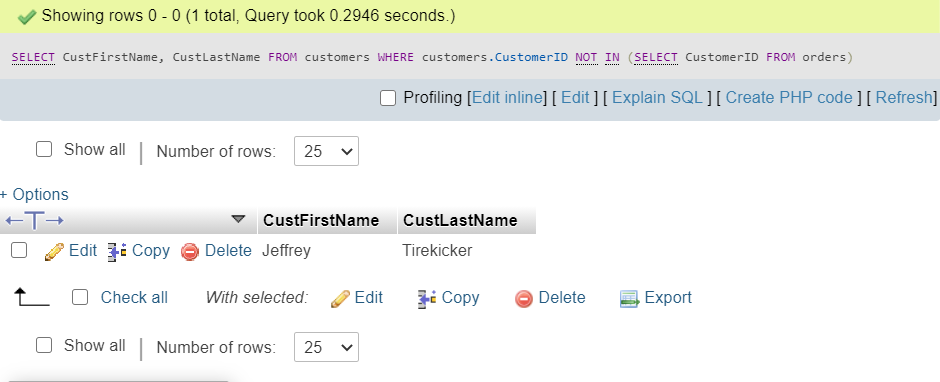 Showing rows 0 - 0 (1 total, Query took 0.2946 seconds.)
SELECT CustFirstName, CustLastName FROM customers WHERE customers.CustomerID NOT IN (SELECT CustomerID FROM orders)
Profiling [Edit inline] [ Edit ] [ Explain SQL ] [ Create PHP code ] [ Refresh]
Show all | Number of rows: 25
+ Options
←T→ CustFirstName CustLastName
Edit Copy Delete Jeffrey Tirekicker
Check all With selected: Edit Copy Delete Export
Show all | Number of rows: 25